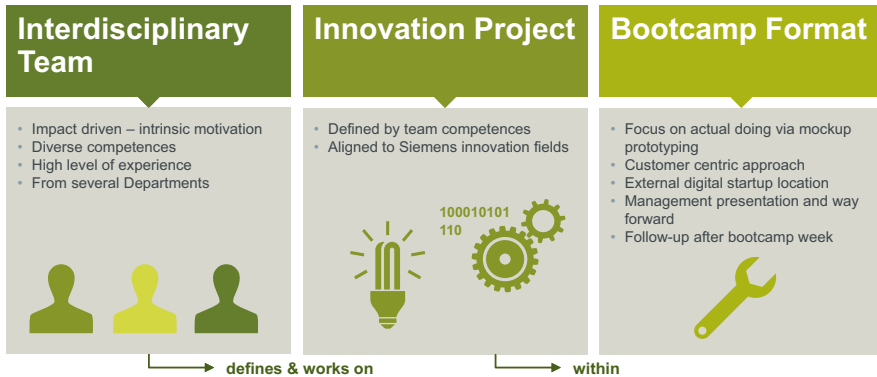 Interdisciplinary
Team
• Impact driven – intrinsic motivation
• Diverse competences
• High level of experience
• From several Departments
Innovation Project
• Defined by team competences
• Aligned to Siemens innovation fields
100010101
110
Bootcamp Format
• Focus on actual doing via mockup
prototyping
• Customer centric approach
• External digital startup location
• Management presentation and way
forward
• Follow-up after bootcamp week
defines & works on
within